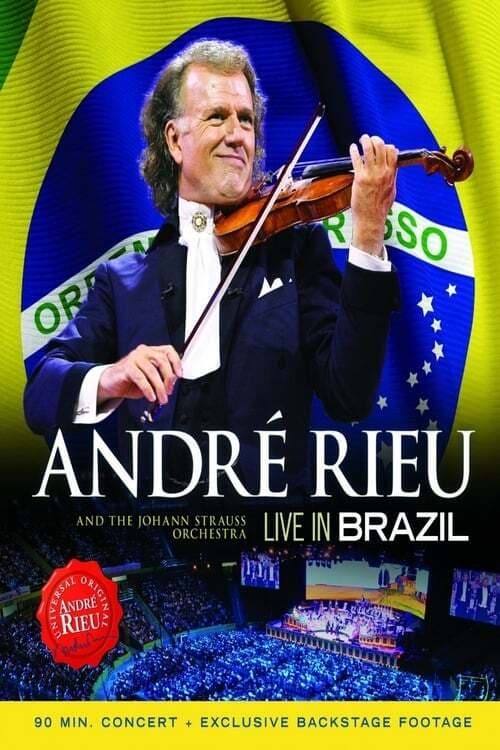 ORDEM
RESSO
ANDRÉ RIEU
AND THE JOHANN STRAUSS
ORCHESTRA
LIVE IN BRAZIL
UNIVERSAL ORIGINAL
ANDRÉ
RIEU
90 MIN. CONCERT + EXCLUSIVE BACKSTAGE FOOTAGE